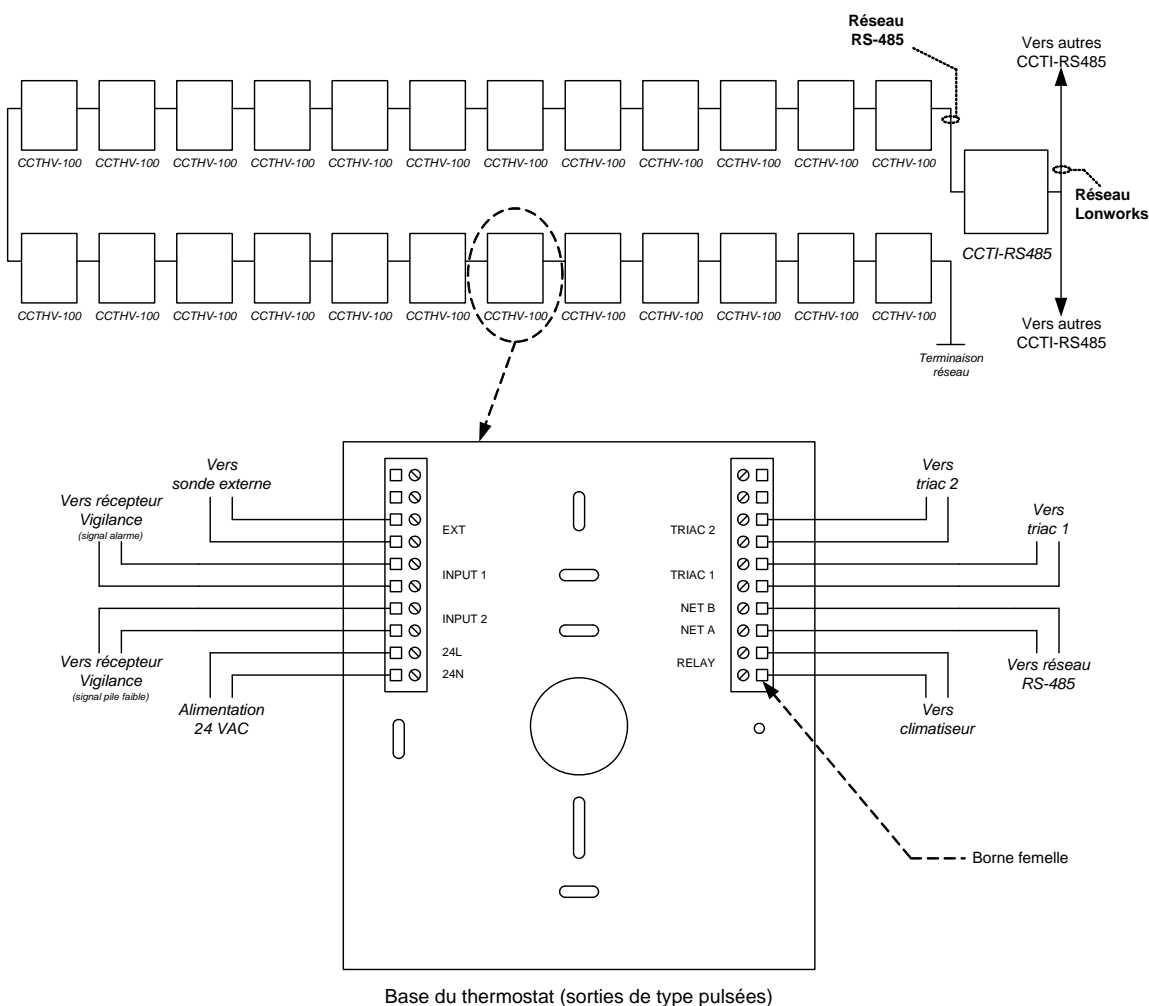 Réseau
RS-485
Vers autres
CCTI-RS485
CCTHV-100 CCTHV-100 CCTHV-100 CCTHV-100 CCTHV-100 CCTHV-100 CCTHV-100 CCTHV-100 CCTHV-100 CCTHV-100 CCTHV-100 CCTHV-100
Réseau
Lonworks
CCTI-RS485
CCTHV-100 CCTHV-100 CCTHV-100 CCTHV-100 CCTHV-100 CCTHV-100 CCTHV-100 CCTHV-100 CCTHV-100 CCTHV-100 CCTHV-100 CCTHV-100
Vers autres
CCTI-RS485
Terminaison
réseau
Vers
sonde externe
Vers récepteur
Vigilance
(signal alarme)
Vers récepteur
Vigilance
(signal pile faible)
Alimentation
24 VAC
EXT
INPUT 1
INPUT 2
24L
24N
TRIAC 2
TRIAC 1
NET B
NET A
RELAY
Vers
triac 2
Vers
triac 1
Vers réseau
RS-485
Vers
climatiseur
Borne femelle
Base du thermostat (sorties de type pulsées)